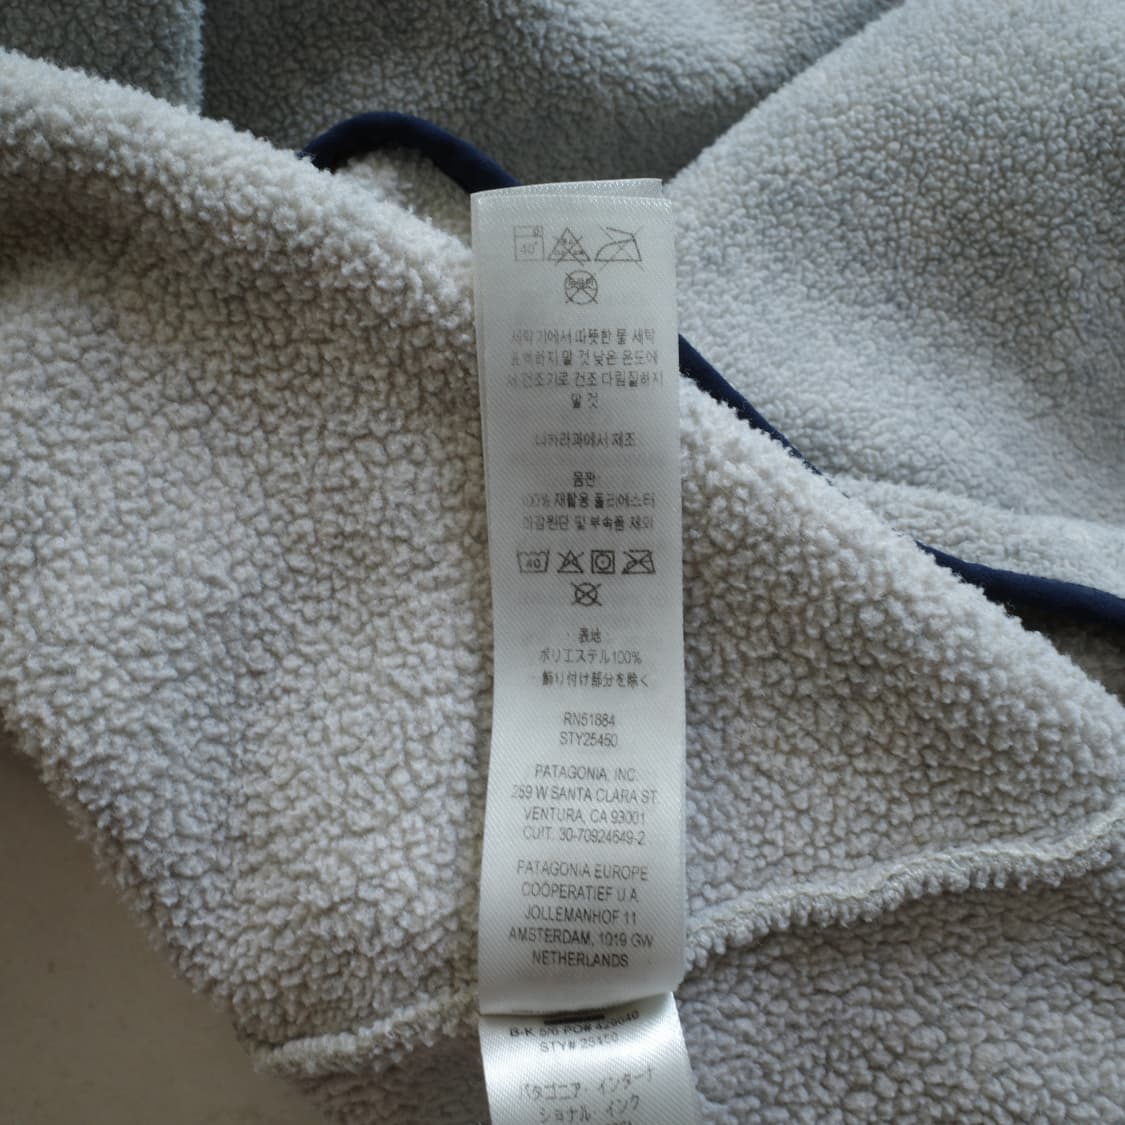 40°
세탁기에서 따뜻한 물 세탁
표백하지 말 것 낮은 온도에
서 건조기로 건조 다림질하지
말 것
니카라과에서 제조
몸판:
100% 재활용 폴리에스터
마감원단 및 부속품 제외
40
表地:
ポリエステル100%
飾り付け部分を除く
RN51884
STY25450
PATAGONIA, INC.
259 W SANTA CLARA ST
VENTURA, CA 93001
CUIT. 30-70924649-2
PATAGONIA EUROPE
COÖPERATIEF U.A.
JOLLEMANHOF 11
AMSTERDAM, 1019 GW
NETHERLANDS
B-K 5/6 PO#
STY# 25450
パタゴニア・インターナ
ショナル・インク